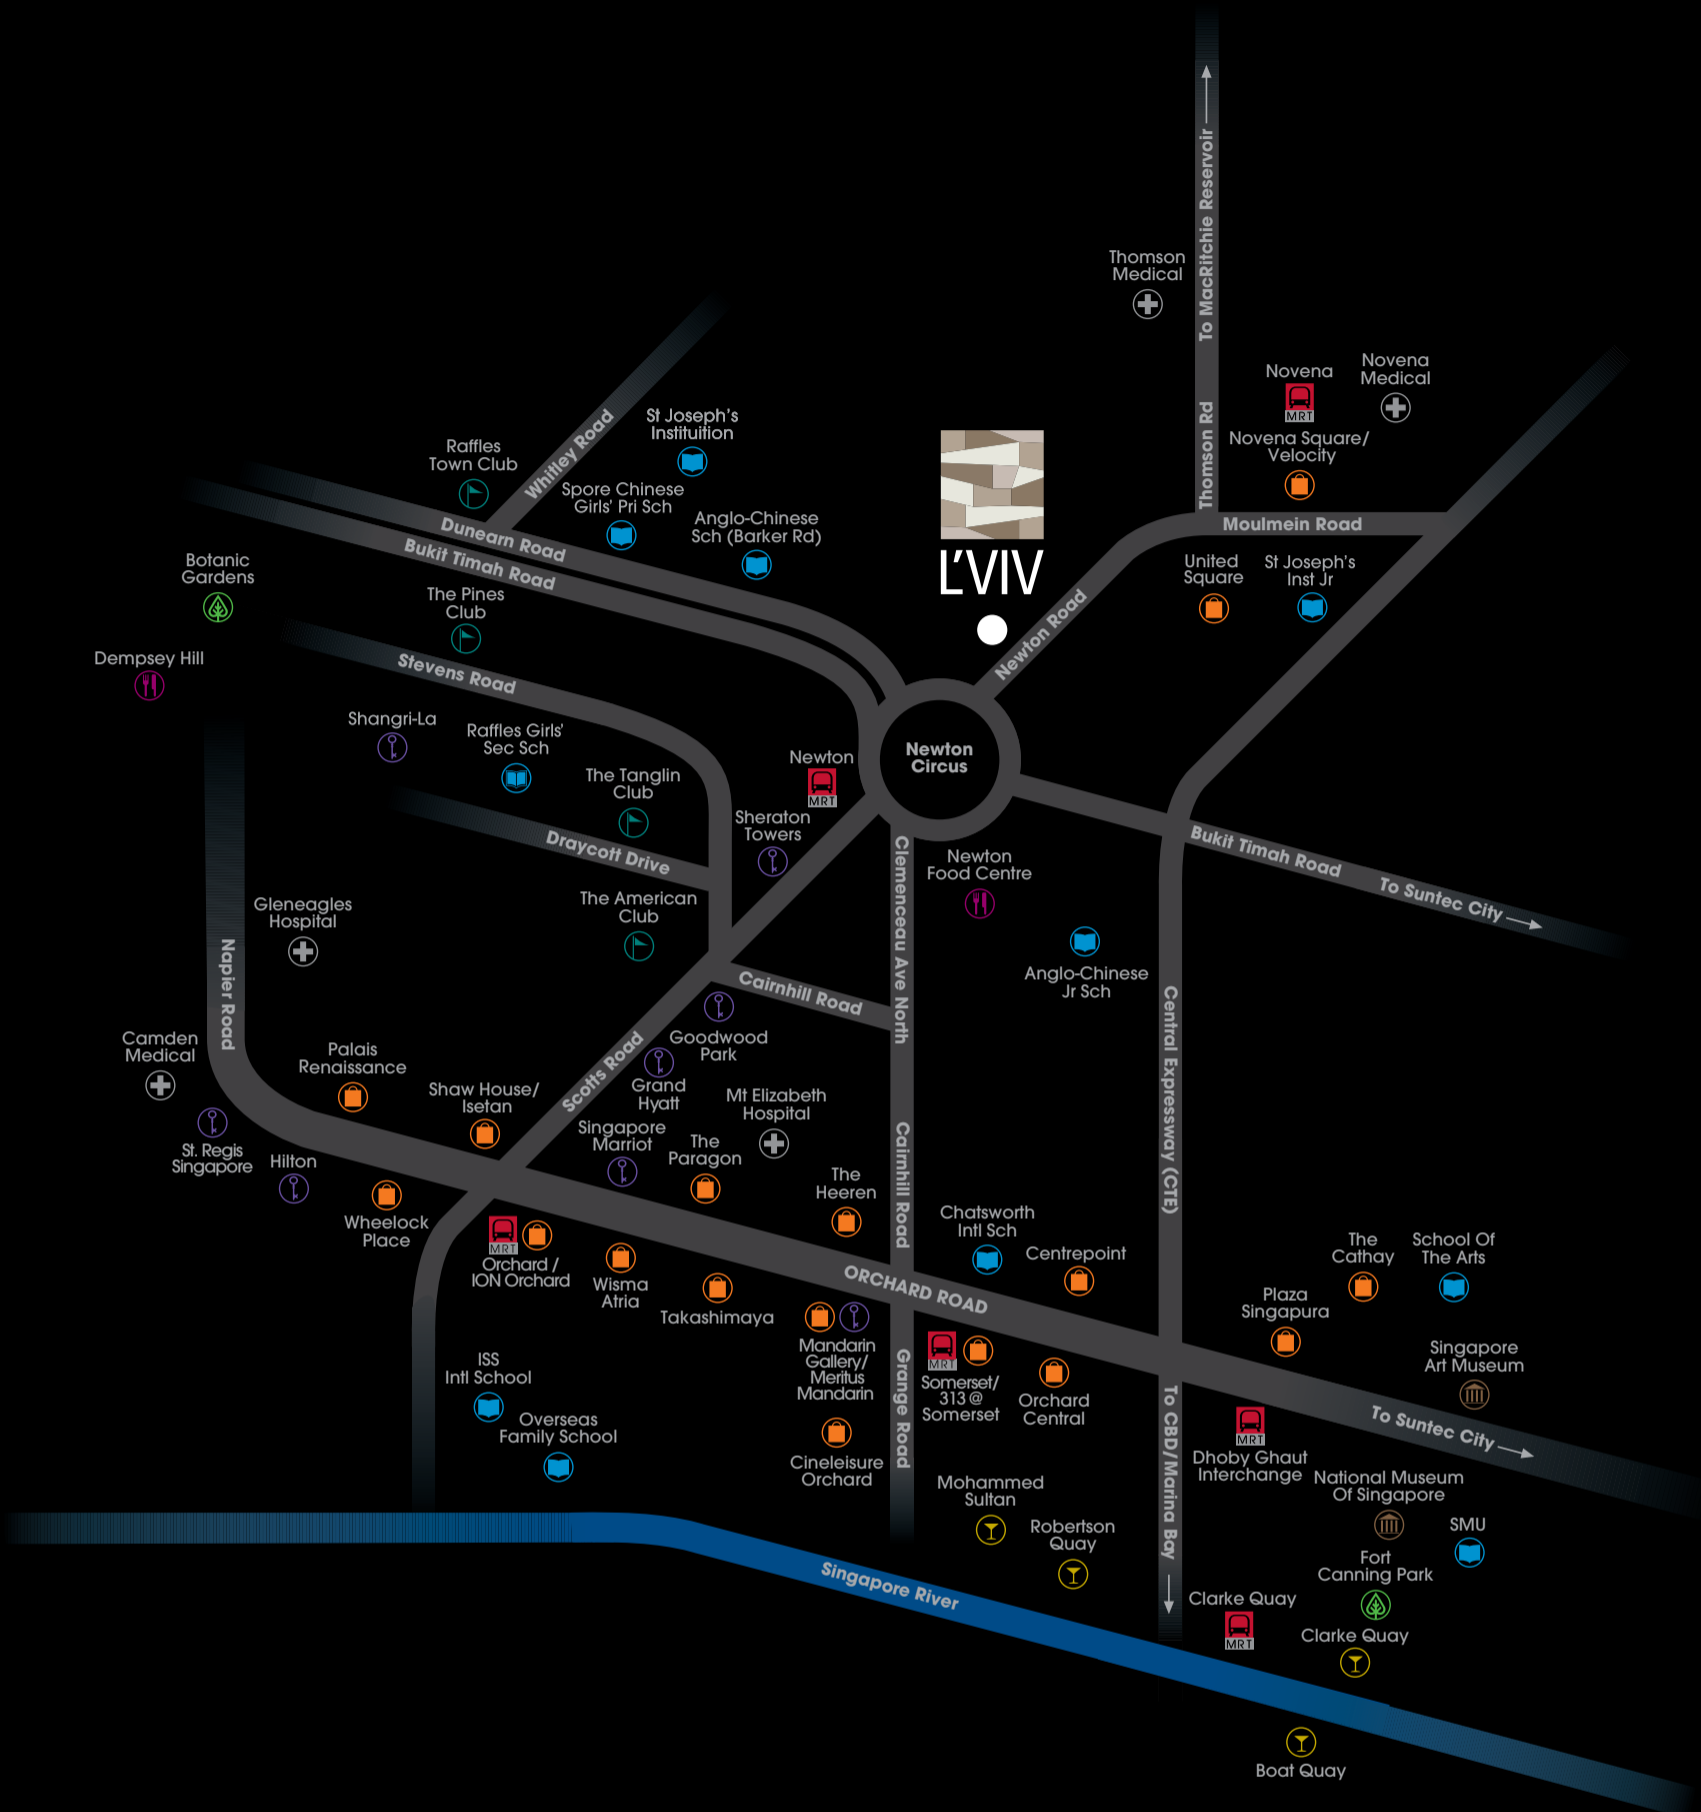 To MacRitchie Reservoir
Thomson
Medical
Novena
MRT
Novena
Medical
Novena Square/
Velocity
Thomson Rd
Moulmein Road
United
Square
St Joseph's
Inst Jr
Whitley Road
St Joseph's
Instituition
Raffles
Town Club
Spore Chinese
Girls' Pri Sch
Anglo-Chinese
Sch (Barker Rd)
Dunearn Road
Bukit Timah Road
L'VIV
Newton Road
Botanic
Gardens
The Pines
Club
Dempsey Hill
Stevens Road
Shangri-La
Raffles Girls'
Sec Sch
The Tanglin
Club
Newton
MRT
Newton
Circus
Sheraton
Towers
Draycott Drive
Bukit Timah Road
To Suntec City
Newton
Food Centre
Clemenceau Ave North
The American
Club
Gleneagles
Hospital
Napier Road
Anglo-Chinese
Jr Sch
Cairnhill Road
Central Expressway (CTE)
Goodwood
Park
Scotts Road
Grand
Hyatt
Camden
Medical
Palais
Renaissance
Shaw House/
Isetan
Mt Elizabeth
Hospital
Singapore
Marriot
The
Paragon
Cairnhill Road
St. Regis
Singapore
Hilton
The
Heeren
Wheelock
Place
MRT
Orchard /
ION Orchard
Wisma
Atria
Takashimaya
ORCHARD ROAD
Chatsworth
Intl Sch
Centrepoint
The
Cathay
School Of
The Arts
Plaza
Singapura
Singapore
Art Museum
Mandarin
Gallery/
Meritus
Mandarin
Grange Road
MRT
Somerset/
313@
Somerset
Orchard
Central
To CBD/Marina Bay
MRT
Dhoby Ghaut
Interchange
To Suntec City
ISS
Intl School
Overseas
Family School
Cineleisure
Orchard
Mohammed
Sultan
Robertson
Quay
National Museum
Of Singapore
SMU
Fort
Canning Park
Clarke Quay
MRT
Clarke Quay
Singapore River
Boat Quay